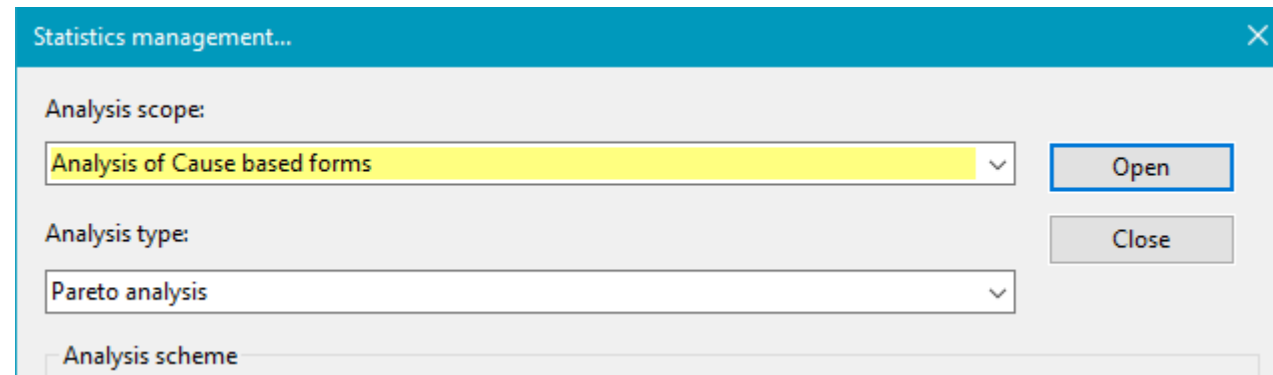 Statistics management...
Analysis scope:
Analysis of Cause based forms
Open
Analysis type:
Close
Pareto analysis
Analysis scheme